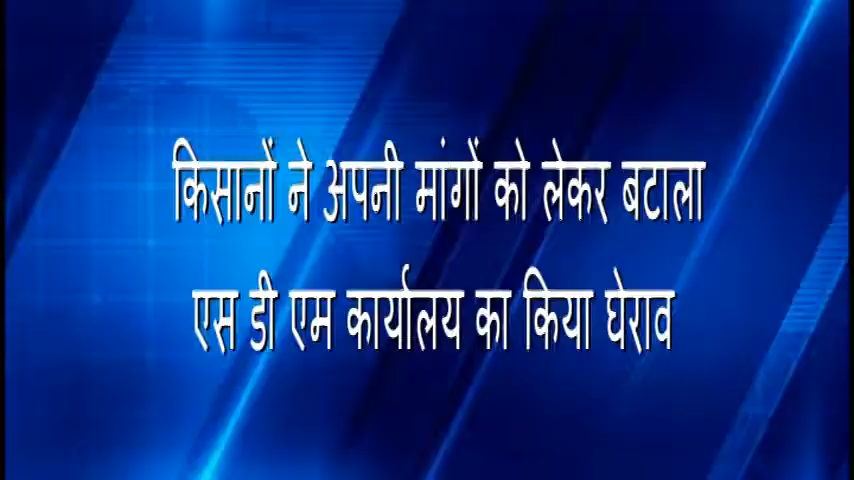 किसानों ने अपनी मांगों को लेकर बटाला
एस डी एम कार्यालय का किया घेराव